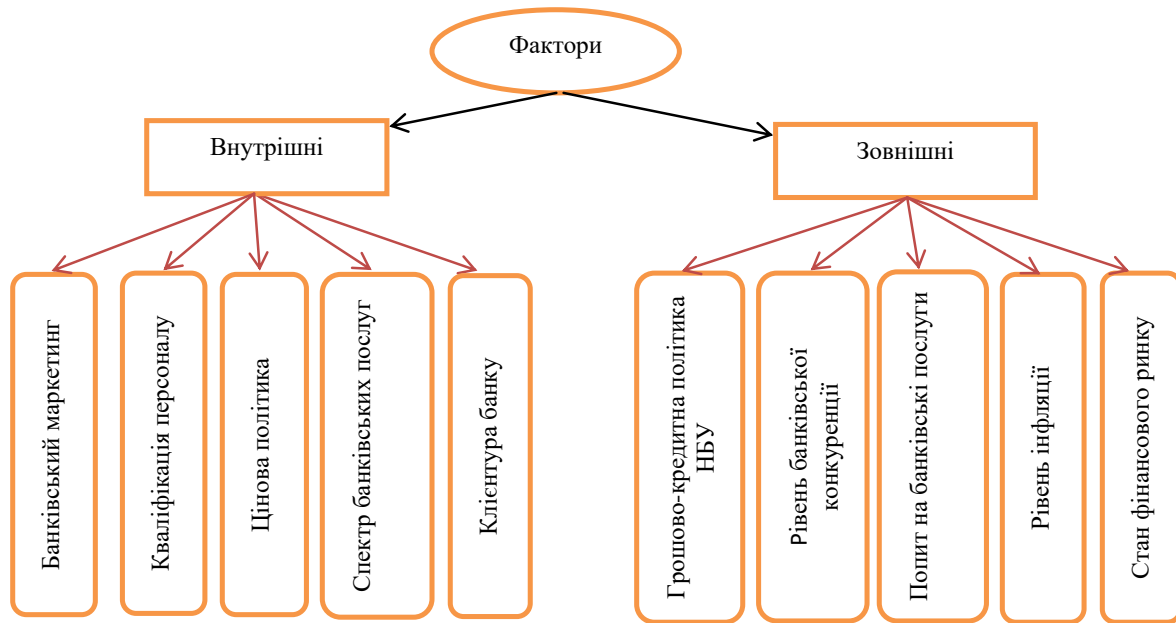 Фактори
Внутрішні
Зовнішні
Банківський маркетинг
Кваліфікація персоналу
Цінова політика
Спектр банківських послуг
Клієнтура банку
Грошово-кредитна політика
НБУ
Рівень банківської
конкуренції
Попит на банківські послуги
Рівень інфляції
Стан фінансового ринку